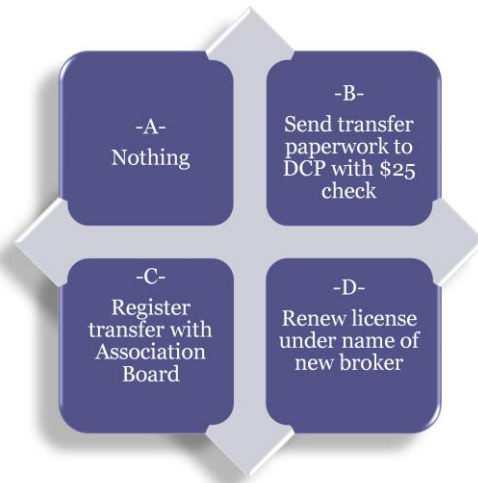 -A-
Nothing
-B-
Send transfer
paperwork to
DCP with $25
check
-C-
Register
transfer with
Association
Board
-D-
Renew license
under name of
new broker